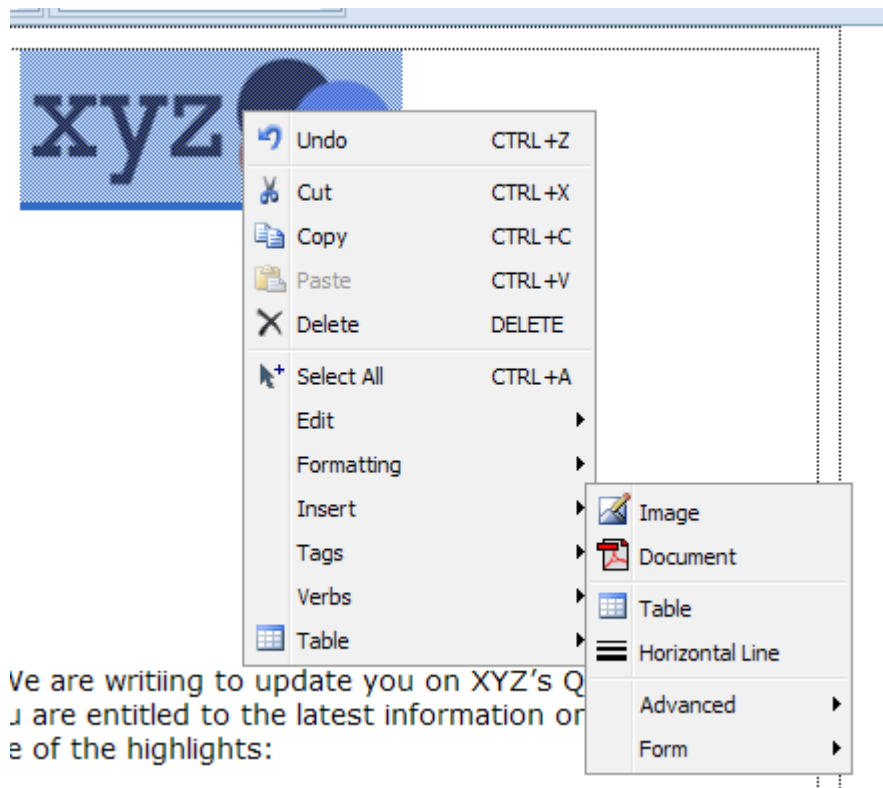 xyz
Undo CTRL+Z
Cut CTRL+X
Copy CTRL+C
Paste CTRL+V
Delete DELETE
Select All CTRL+A
Edit
Formatting
Insert
Tags
Verbs
Table
Image
Document
Table
Horizontal Line
Advanced
Form
are writiing to update you on XYZ's Q
are entitled to the latest information
of the highlights: